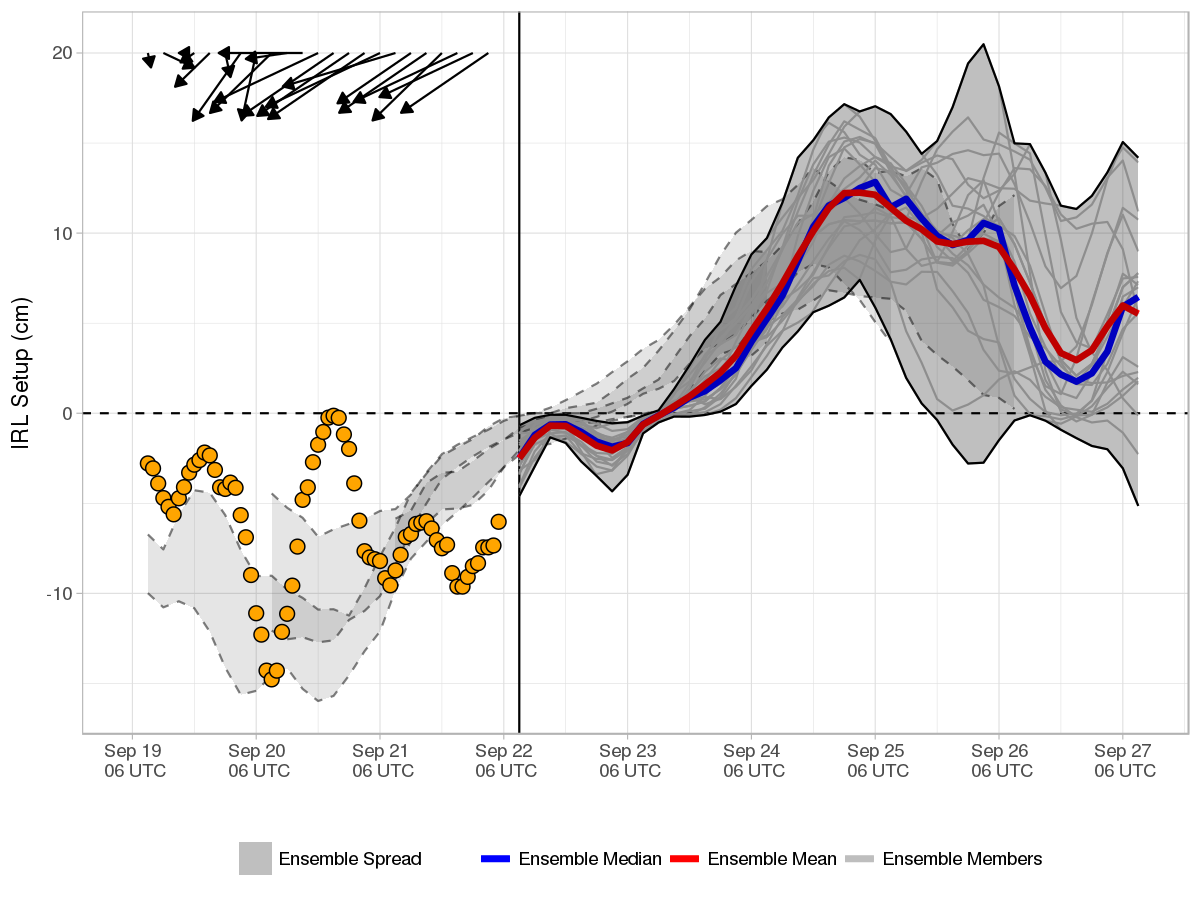 IRL Setup (cm)
20
10
0
-10
Sep 19 Sep 20 Sep 21 Sep 22 Sep 23 Sep 24 Sep 25 Sep 26 Sep 27
06 UTC 06 UTC 06 UTC 06 UTC 06 UTC 06 UTC 06 UTC 06 UTC 06 UTC
Ensemble Spread Ensemble Median Ensemble Mean Ensemble Members